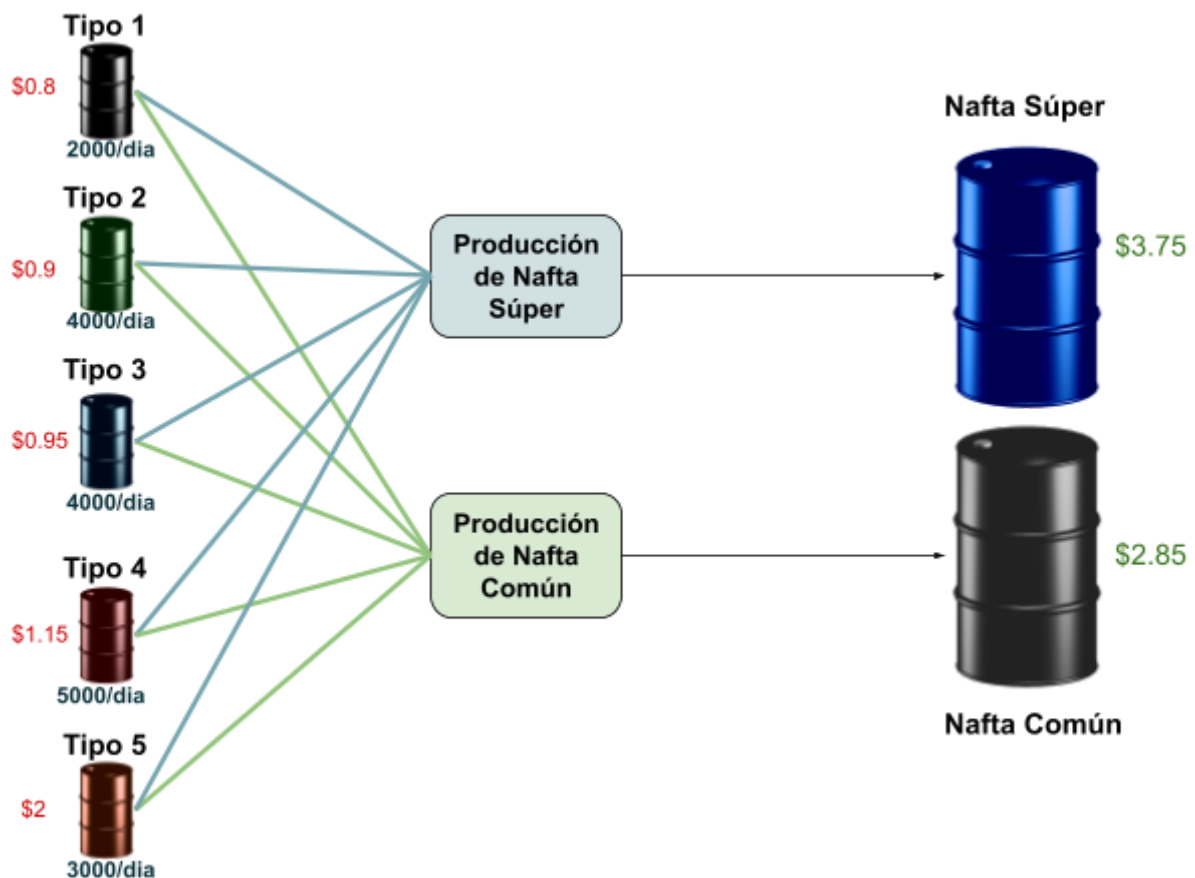 Tipo 1
$0.8
2000/dia
Tipo 2
$0.9
4000/dia
Tipo 3
$0.95
4000/dia
Tipo 4
$1.15
5000/dia
Tipo 5
$2
3000/dia
Producción
de Nafta
Súper
Producción
de Nafta
Común
Nafta Súper
$3.75
$2.85
Nafta Común